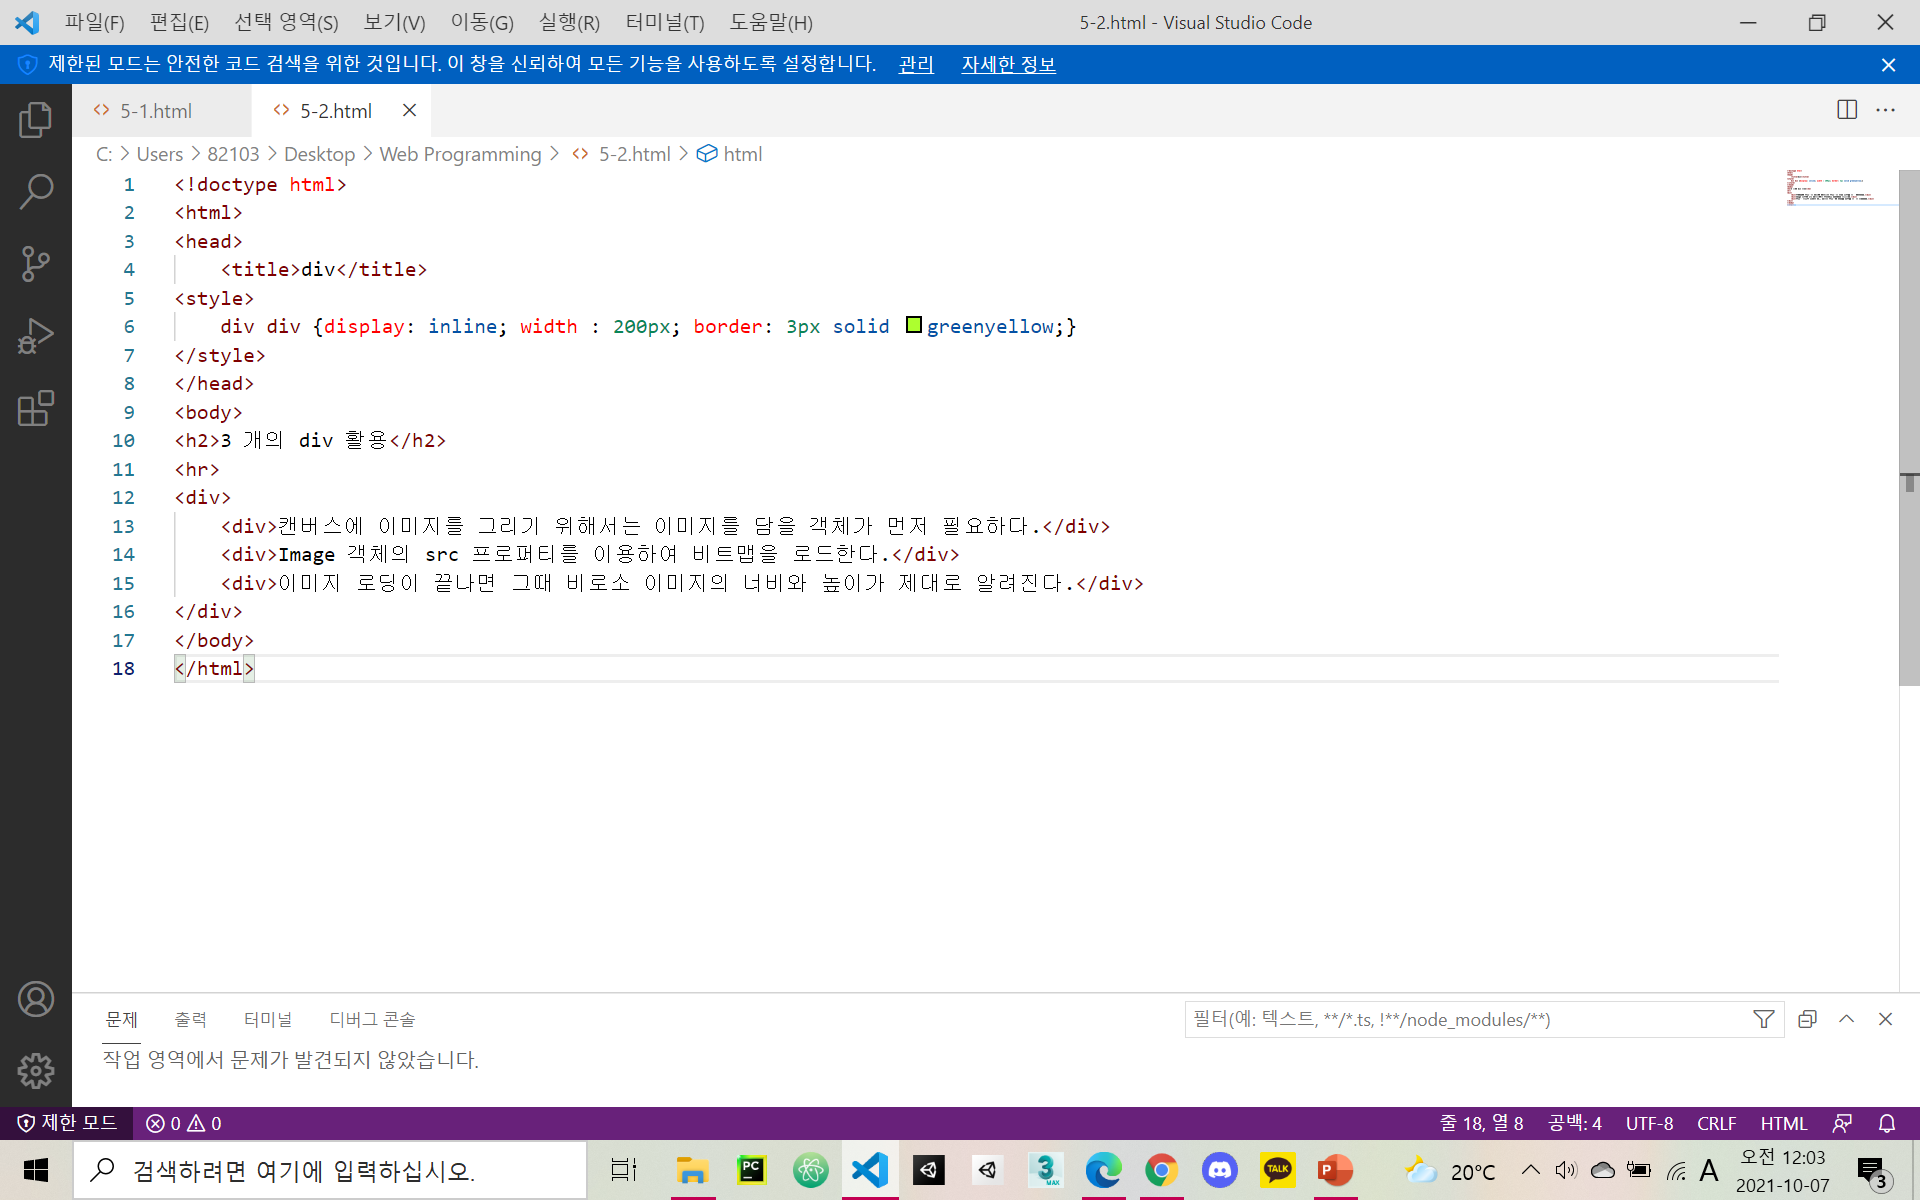 파일(F) 편집(E) 선택 영역(S) 보기(V) 이동(G) 실행(R) 터미널(T) 도움말(H) 5-2.html - Visual Studio Code
제한된 모드는 안전한 코드 검색을 위한 것입니다. 이 창을 신뢰하여 모든 기능을 사용하도록 설정합니다. 관리 자세한 정보
5-1.html 5-2.html
C: > Users > 82103 > Desktop > Web Programming > 5-2.html > html
1 <!doctype html>
2 <html>
3 <head>
4 <title>div</title>
5 <style>
6 div div {display: inline; width : 200px; border: 3px solid greenyellow;}
7 </style>
8 </head>
9 <body>
10 <h2>3 개의 div 활용</h2>
11 <hr>
12 <div>
13 <div>캔버스에 이미지를 그리기 위해서는 이미지를 담을 객체가 먼저 필요하다.</div>
14 <div>Image 객체의 src 프로퍼티를 이용하여 비트맵을 로드한다.</div>
15 <div>이미지 로딩이 끝나면 그때 비로소 이미지의 너비와 높이가 제대로 알려진다.</div>
16 </div>
17 </body>
18 </html>
문제 출력 터미널 디버그 콘솔 필터(예: 텍스트, **/*.ts, !**/node_modules/**)
작업 영역에서 문제가 발견되지 않았습니다.
제한 모드 0 0 줄 18, 열 8 공백: 4 UTF-8 CRLF HTML
검색하려면 여기에 입력하십시오. PC 3 MAX TALK P 20°C A 오전 12:03
2021-10-07 3